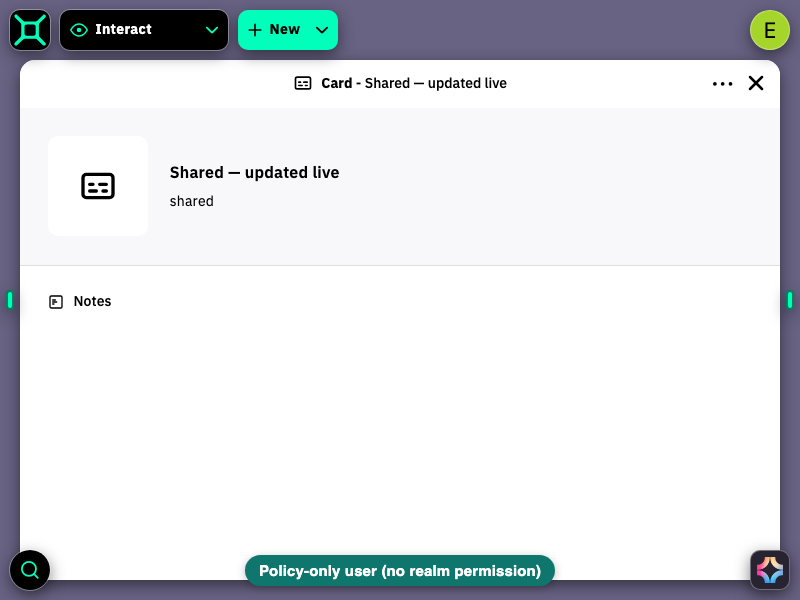 Interact
New
E
Card - Shared — updated live
Shared — updated live
shared
Notes
Policy-only user (no realm permission)